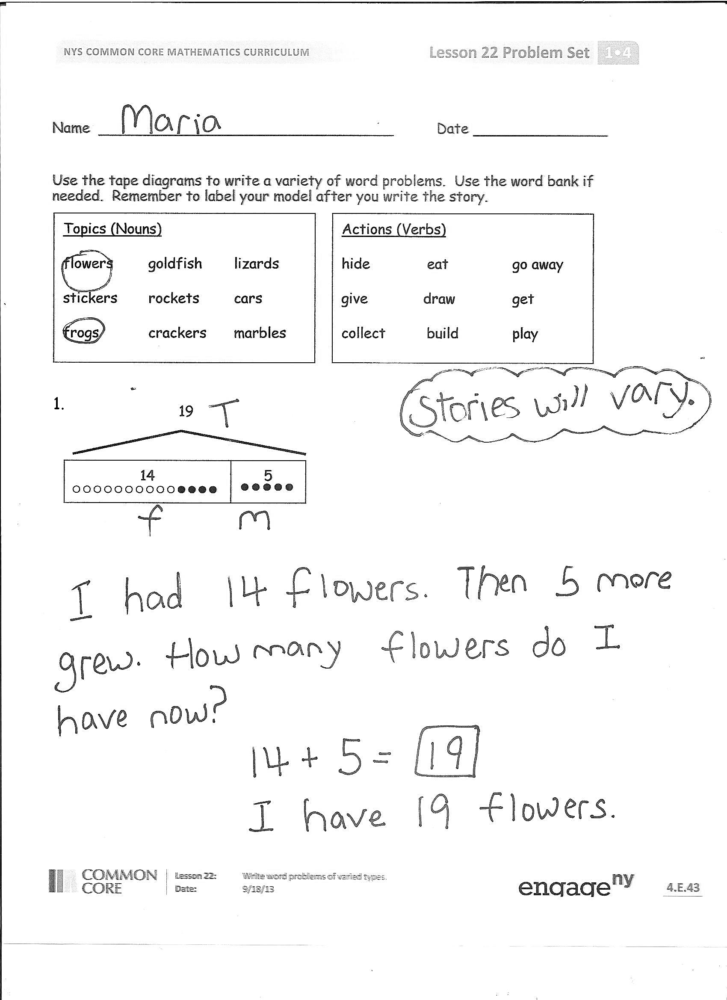 NYS COMMON CORE MATHEMATICS CURRICULUM
Lesson 22 Problem Set 1•4
Name Maria Date
Use the tape diagrams to write a variety of word problems. Use the word bank if
needed. Remember to label your model after you write the story.
Topics (Nouns)
flowers goldfish lizards
stickers rockets cars
frogs crackers marbles
Actions (Verbs)
hide eat go away
give draw get
collect build play
Stories will vary.
1.
19 T
14 5
f m
I had 14 flowers. Then 5 more
grew. How many flowers do I
have now?
14 + 5 = 19
I have 19 flowers.
COMMON
CORE
Lesson 22: Write word problems of varied types.
Date: 9/18/13
engage ny
4.E.43